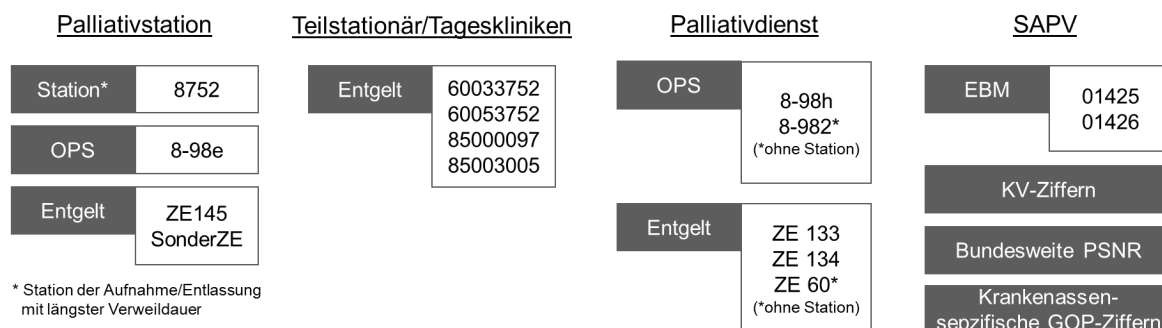 Palliativstation
Station*
8752
OPS
8-98e
Entgelt
ZE145
SonderZE
* Station der Aufnahme/Entlassung
mit längster Verweildauer
Teilstationär/Tageskliniken
Entgelt
60033752
60053752
85000097
85003005
Palliativdienst
OPS
8-98h
8-982*
(*ohne Station)
Entgelt
ZE 133
ZE 134
ZE 60*
(*ohne Station)
SAPV
EBM
01425
01426
KV-Ziffern
Bundesweite PSNR
Krankenassen-
sepzifische GOP-Ziffern